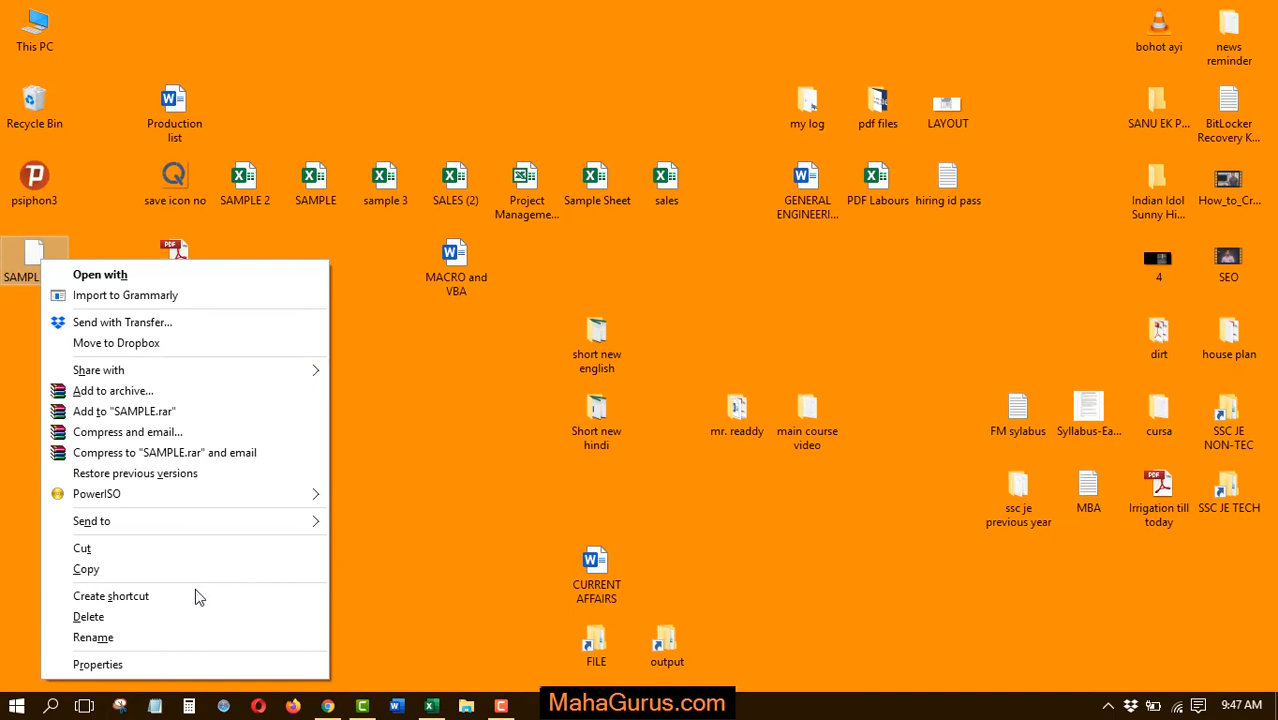 This PC
bohot ayi
news
reminder
Recycle Bin
Production
list
my log
pdf files
LAYOUT
SANU EK P...
BitLocker
Recovery K...
psiphon3
save icon no
SAMPLE 2
SAMPLE
sample 3
SALES (2)
Project
Manageme...
Sample Sheet
sales
GENERAL
ENGINEERI...
PDF Labours
hiring id pass
Indian Idol
Sunny Hi...
How_to_Cr...
SAMPL
PDF
MACRO and
VBA
4
SEO
Open with
Import to Grammarly
Send with Transfer...
Move to Dropbox
Share with
Add to archive...
Add to "SAMPLE.rar"
Compress and email...
Compress to "SAMPLE.rar" and email
Restore previous versions
PowerISO
Send to
Cut
Copy
Create shortcut
Delete
Rename
Properties
short new
english
dirt
house plan
Short new
hindi
mr. readdy
main course
video
FM sylabus
Syllabus-Ea...
cursa
SSC JE
NON-TEC
ssc je
previous year
MBA
Irrigation till
today
SSC JE TECH
CURRENT
AFFAIRS
FILE
output
MahaGurus.com
9:47 AM